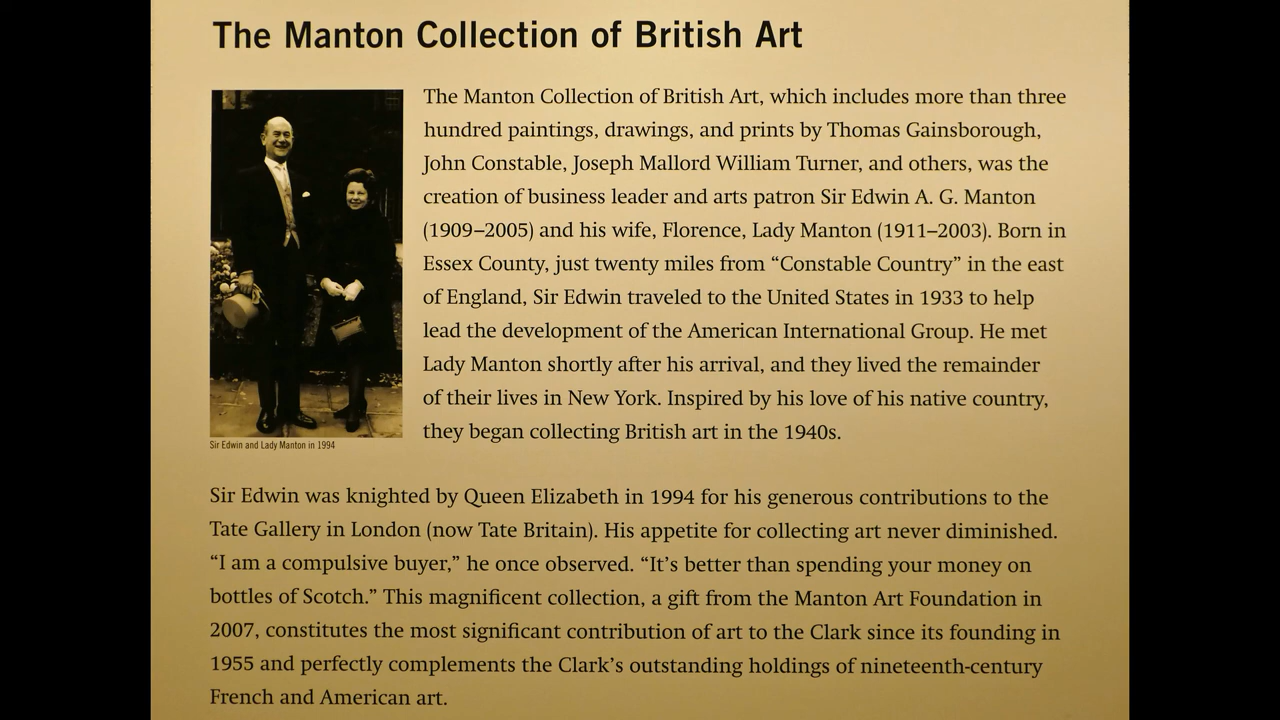 The Manton Collection of British Art
The Manton Collection of British Art, which includes more than three
hundred paintings, drawings, and prints by Thomas Gainsborough,
John Constable, Joseph Mallord William Turner, and others, was the
creation of business leader and arts patron Sir Edwin A. G. Manton
(1909–2005) and his wife, Florence, Lady Manton (1911–2003). Born in
Essex County, just twenty miles from “Constable Country” in the east
of England, Sir Edwin traveled to the United States in 1933 to help
lead the development of the American International Group. He met
Lady Manton shortly after his arrival, and they lived the remainder
of their lives in New York. Inspired by his love of his native country,
they began collecting British art in the 1940s.
Sir Edwin and Lady Manton in 1994
Sir Edwin was knighted by Queen Elizabeth in 1994 for his generous contributions to the
Tate Gallery in London (now Tate Britain). His appetite for collecting art never diminished.
“I am a compulsive buyer,” he once observed. “It’s better than spending your money on
bottles of Scotch.” This magnificent collection, a gift from the Manton Art Foundation in
2007, constitutes the most significant contribution of art to the Clark since its founding in
1955 and perfectly complements the Clark’s outstanding holdings of nineteenth-century
French and American art.